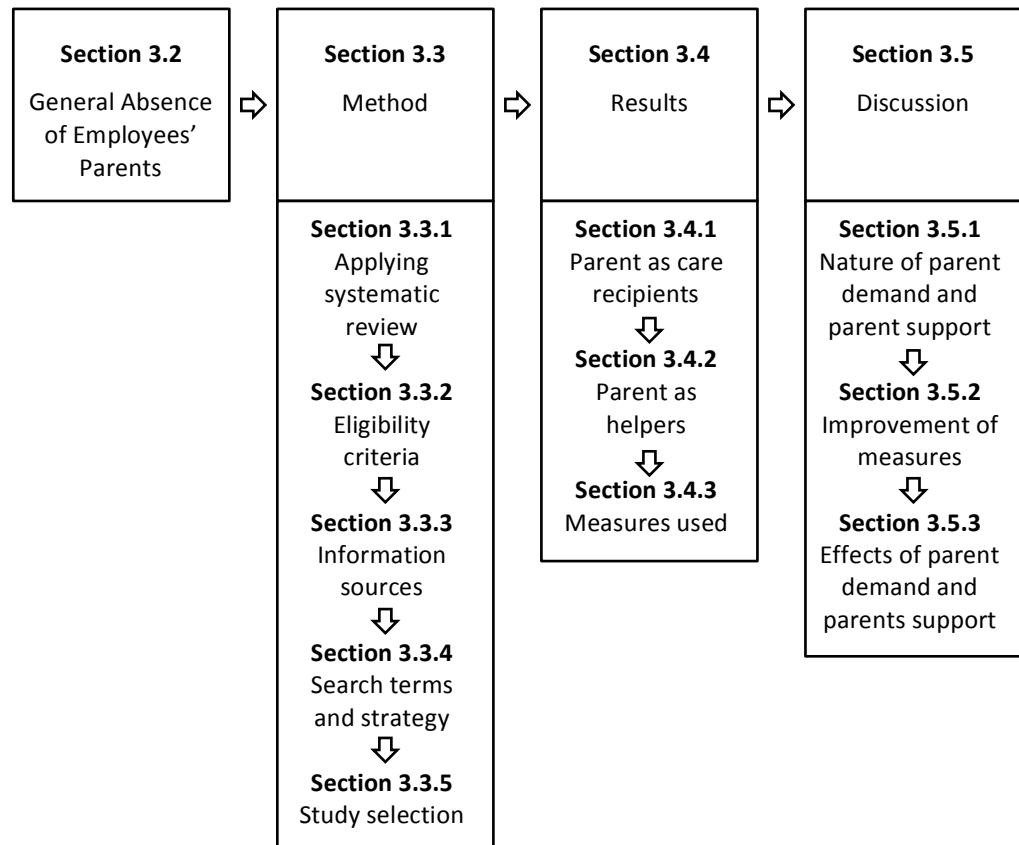 Section 3.2
General Absence
of Employees’
Parents
Section 3.3
Method
Section 3.4
Results
Section 3.5
Discussion
Section 3.3.1
Applying
systematic
review
Section 3.3.2
Eligibility
criteria
Section 3.3.3
Information
sources
Section 3.3.4
Search terms
and strategy
Section 3.3.5
Study selection
Section 3.4.1
Parent as care
recipients
Section 3.4.2
Parent as
helpers
Section 3.4.3
Measures used
Section 3.5.1
Nature of parent
demand and
parent support
Section 3.5.2
Improvement of
measures
Section 3.5.3
Effects of parent
demand and
parents support